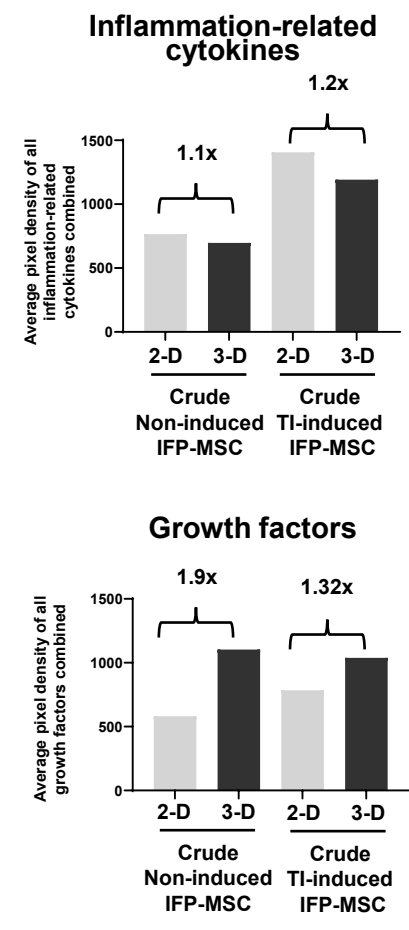 Inflammation-related
cytokines
1.2x
1.1x
Average pixel density of all
inflammation-related
cytokines combined
1500
1000
500
0
2-D 3-D 2-D 3-D
Crude Crude
Non-induced TI-induced
IFP-MSC IFP-MSC
Growth factors
1.9x 1.32x
Average pixel density of all
growth factors combined
1500
1000
500
0
2-D 3-D 2-D 3-D
Crude Crude
Non-induced TI-induced
IFP-MSC IFP-MSC